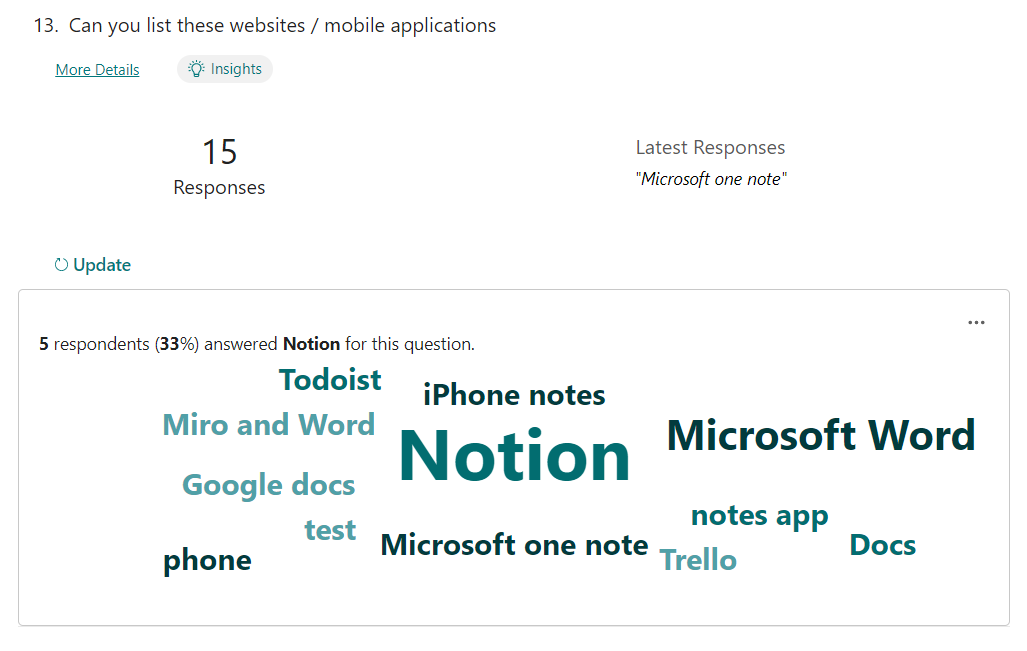 13. Can you list these websites / mobile applications
More Details
Insights
15
Responses
Latest Responses
"Microsoft one note"
Update
...
5 respondents (33%) answered Notion for this question.
Todoist
iPhone notes
Miro and Word
Microsoft Word
Notion
Google docs
notes app
test
Microsoft one note
Docs
phone
Trello